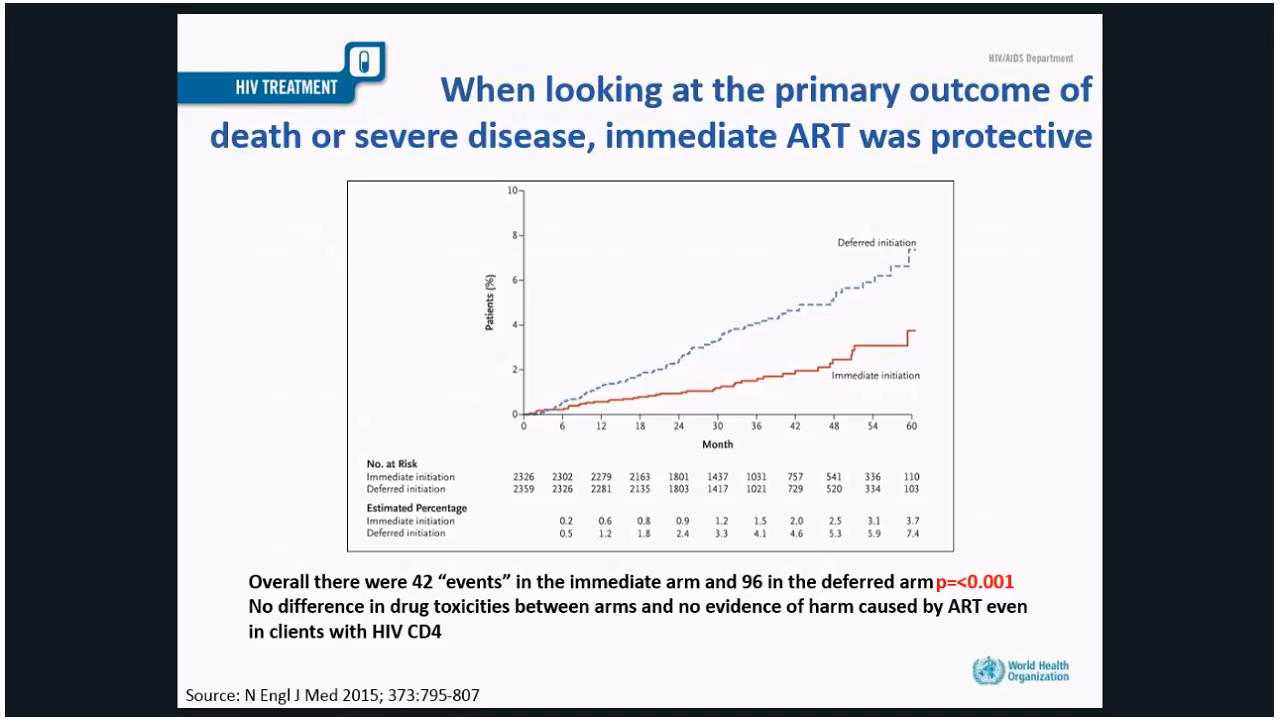 HIV/AIDS Department
HIV TREATMENT
When looking at the primary outcome of
death or severe disease, immediate ART was protective
10
8
6
4
2
0
Patients (%)
Deferred initiation
Immediate initiation
0 6 12 18 24 30 36 42 48 54 60
Month
No. at Risk
Immediate initiation 2326 2302 2279 2163 1801 1437 1031 757 541 336 110
Deferred initiation 2359 2326 2281 2135 1803 1417 1021 729 520 334 103
Estimated Percentage
Immediate initiation 0.2 0.6 0.8 0.9 1.2 1.5 2.0 2.5 3.1 3.7
Deferred initiation 0.5 1.2 1.8 2.4 3.3 4.1 4.6 5.3 5.9 7.4
Overall there were 42 “events” in the immediate arm and 96 in the deferred arm p=<0.001
No difference in drug toxicities between arms and no evidence of harm caused by ART even
in clients with HIV CD4
World Health
Organization
Source: N Engl J Med 2015; 373:795-807